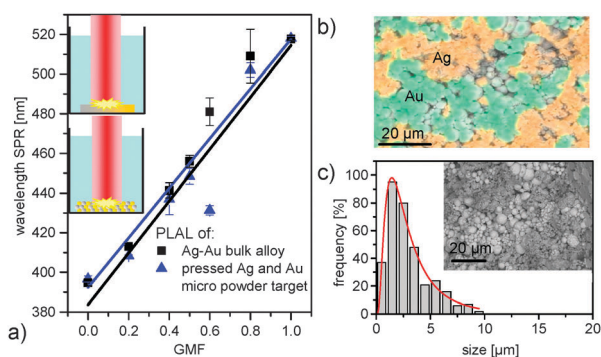 a)
520
500
460
440
420
400
380
wavelength SPR [nm]
0.0 0.2 0.4 0.6 0.8 1.0
GMF
PLAL of:
Ag-Au bulk alloy
pressed Ag and Au
micro powder target
b)
Ag
Au
20 µm
c)
100
80
60
40
20
0
frequency [%]
20 µm
0 5 10 15 20
size [µm]